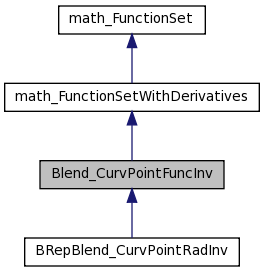 math_FunctionSet
math_FunctionSetWithDerivatives
Blend_CurvPointFuncInv
BRepBlend_CurvPointRadInv